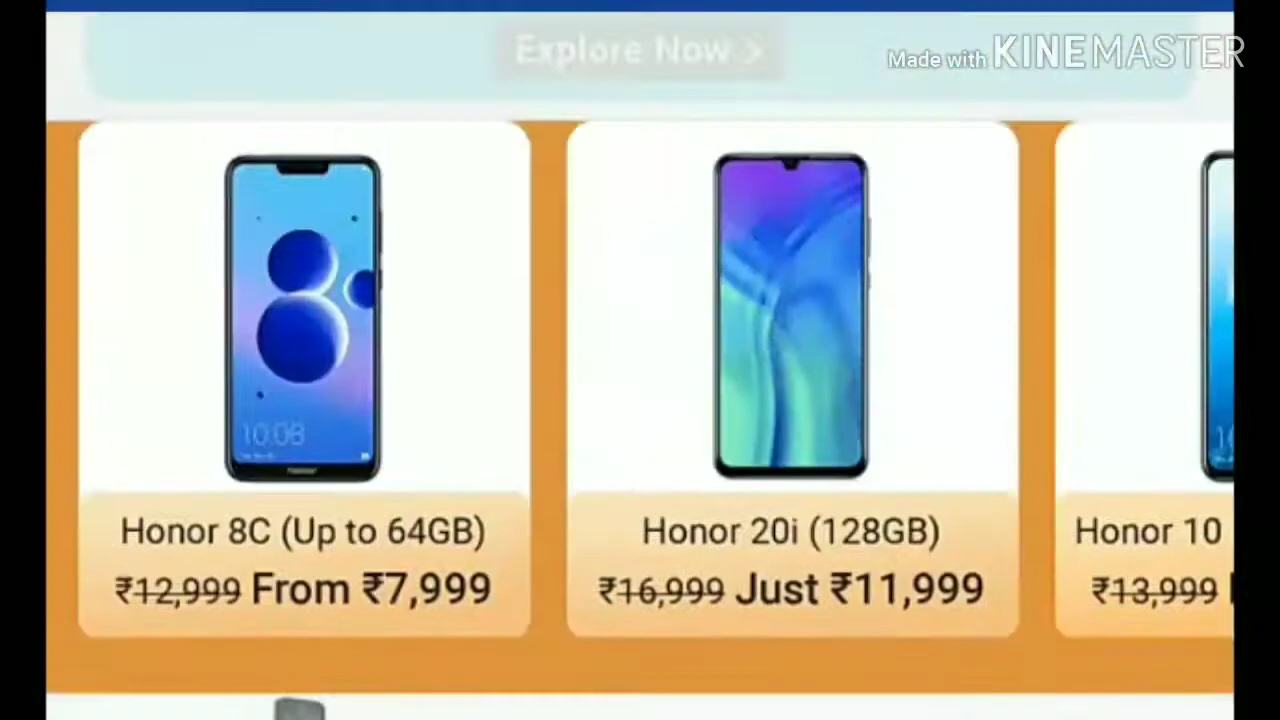 Explore Now >
Made with KINEMASTER
10:08
Honor 8C (Up to 64GB)
₹12,999 From ₹7,999
Honor 20i (128GB)
₹16,999 Just ₹11,999
Honor 10
₹13,999